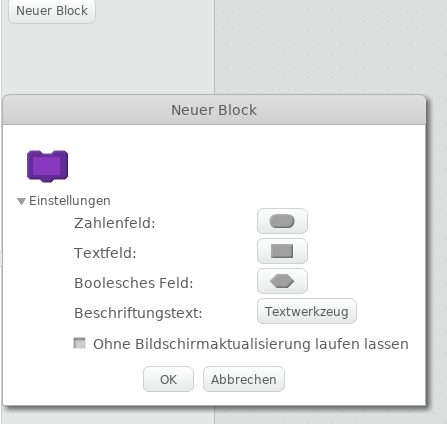 Neuer Block
Neuer Block
Einstellungen
Zahlenfeld:
Textfeld:
Boolesches Feld:
Beschriftungstext: Textwerkzeug
Ohne Bildschirmaktualisierung laufen lassen
OK Abbrechen